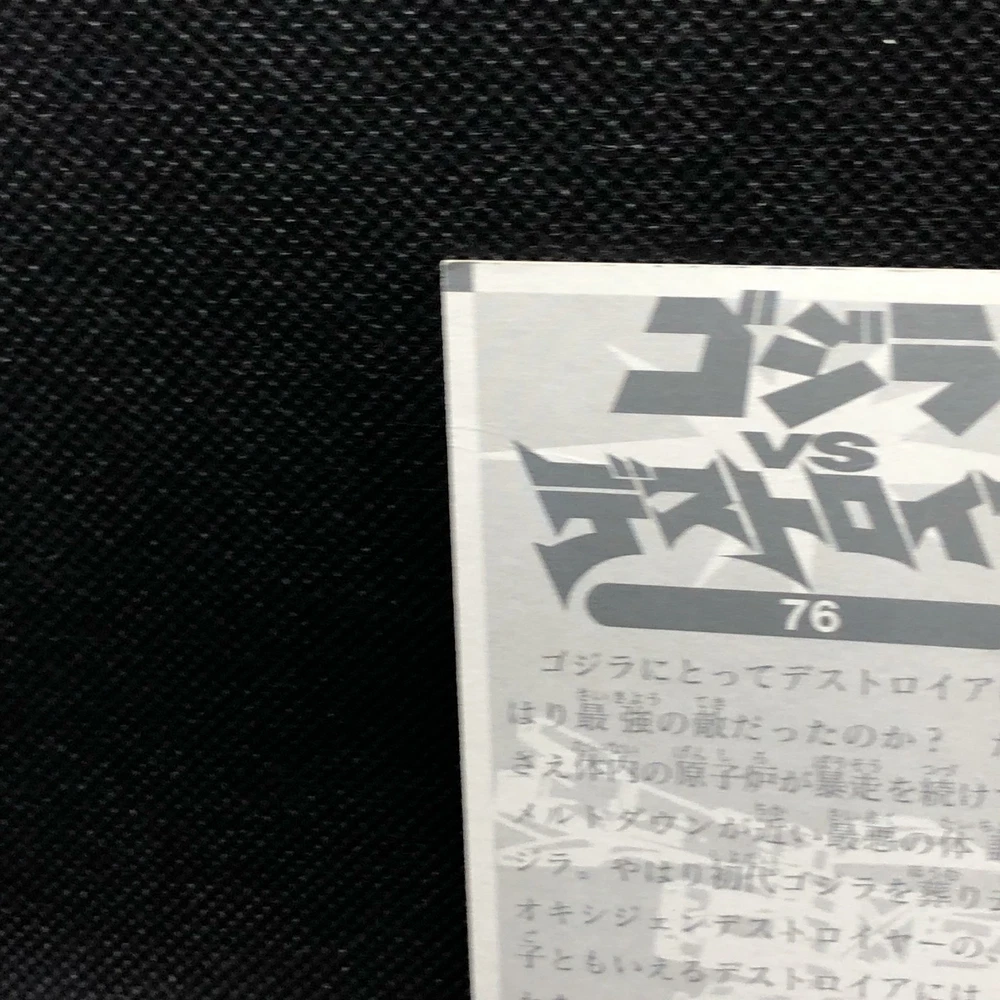 ゴジラ
VS
デストロイ
76
ゴジラにとってデストロイア
はり最強の敵だったのか？
さえ体内の原子炉が暴走を続け
メルトダウンが近い最悪の体
ジラ。やはり初代ゴジラを葬り
オキシジェンデストロイヤーの、
子ともいえるデストロイアには